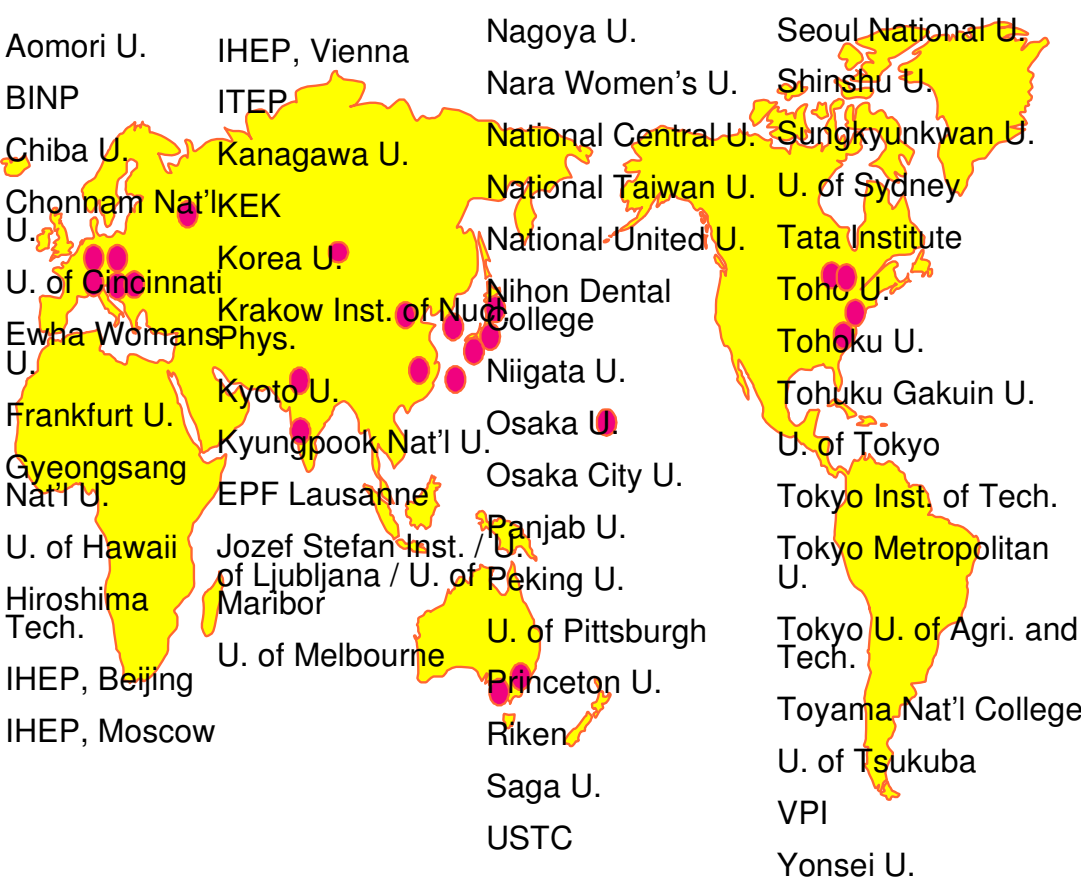 Aomori U.
BINP
Chiba U.
Chonnam Nat'l
U.
U. of Cincinnati
Ewha Womans
U.
Frankfurt U.
Gyeongsang
Nat'l U.
U. of Hawaii
Hiroshima
Tech.
IHEP, Beijing
IHEP, Moscow
IHEP, Vienna
ITEP
Kanagawa U.
KEK
Korea U.
Krakow Inst. of Nucl.
Phys.
Kyoto U.
Kyungpook Nat'l U.
EPF Lausanne
Jozef Stefan Inst. / U.
of Ljubljana / U. of
Maribor
U. of Melbourne
Nagoya U.
Nara Women's U.
National Central U.
National Taiwan U.
National United U.
Nihon Dental
College
Niigata U.
Osaka U.
Osaka City U.
Panjab U.
Peking U.
U. of Pittsburgh
Princeton U.
Riken
Saga U.
USTC
Seoul National U.
Shinshu U.
Sungkyunkwan U.
U. of Sydney
Tata Institute
Toho U.
Tohoku U.
Tohuku Gakuin U.
U. of Tokyo
Tokyo Inst. of Tech.
Tokyo Metropolitan
U.
Tokyo U. of Agri. and
Tech.
Toyama Nat'l College
U. of Tsukuba
VPI
Yonsei U.